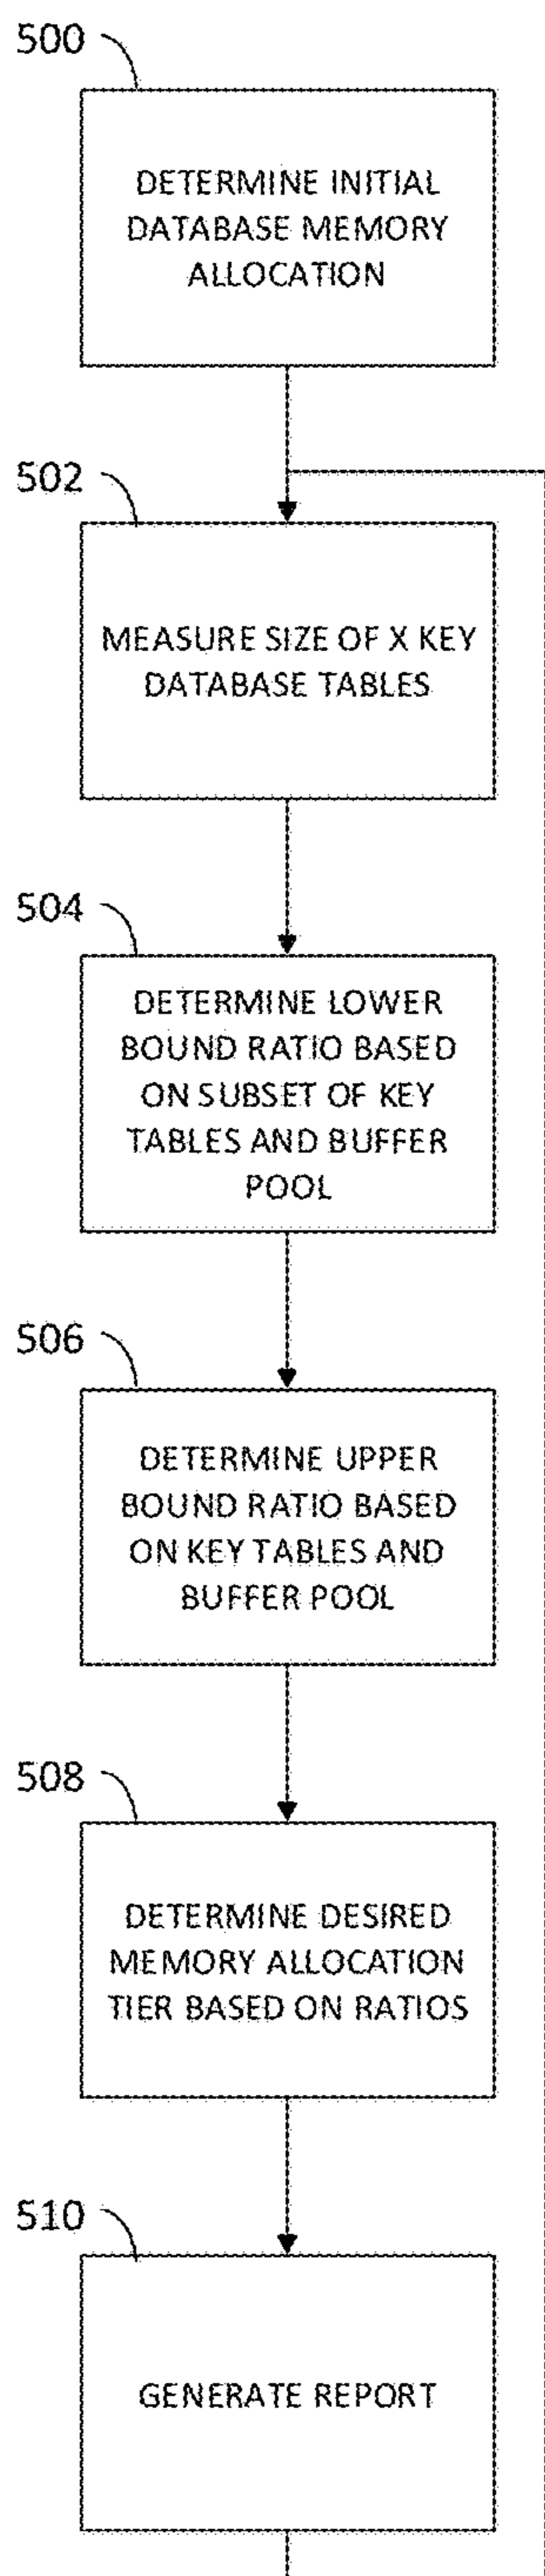 500
DETERMINE INITIAL
DATABASE MEMORY
ALLOCATION
502
MEASURE SIZE OF X KEY
DATABASE TABLES
504
DETERMINE LOWER
BOUND RATIO BASED
ON SUBSET OF KEY
TABLES AND BUFFER
POOL
506
DETERMINE UPPER
BOUND RATIO BASED
ON KEY TABLES AND
BUFFER POOL
508
DETERMINE DESIRED
MEMORY ALLOCATION
TIER BASED ON RATIOS
510
GENERATE REPORT